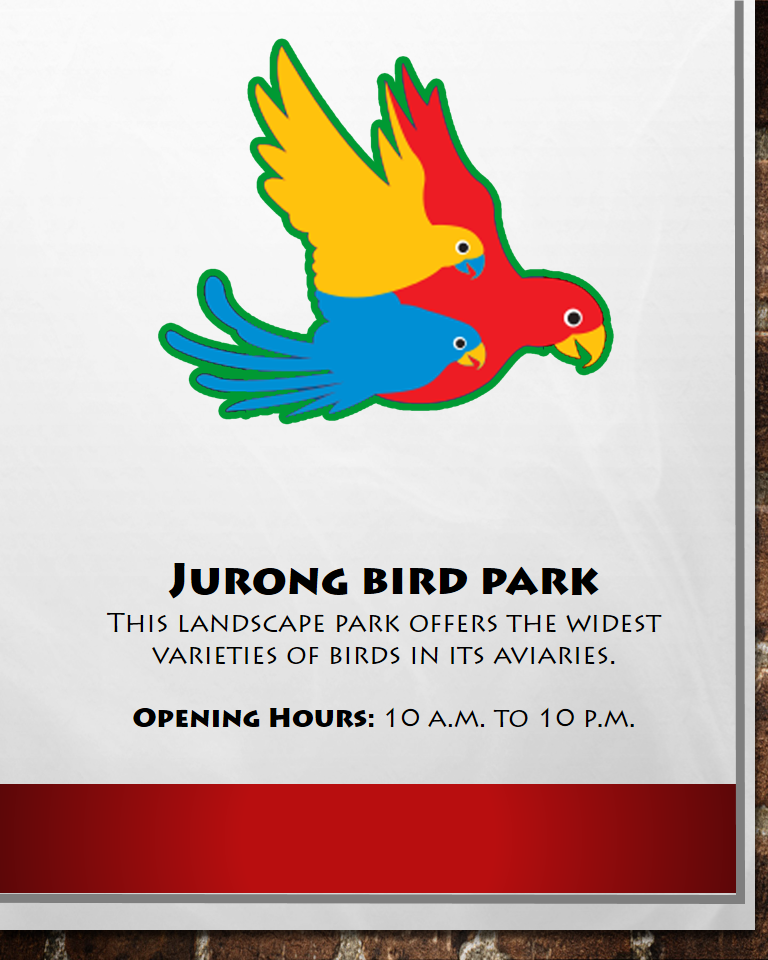 Jurong bird park
This landscape park offers the widest
varieties of birds in its aviaries.
Opening Hours: 10 a.m. to 10 p.m.